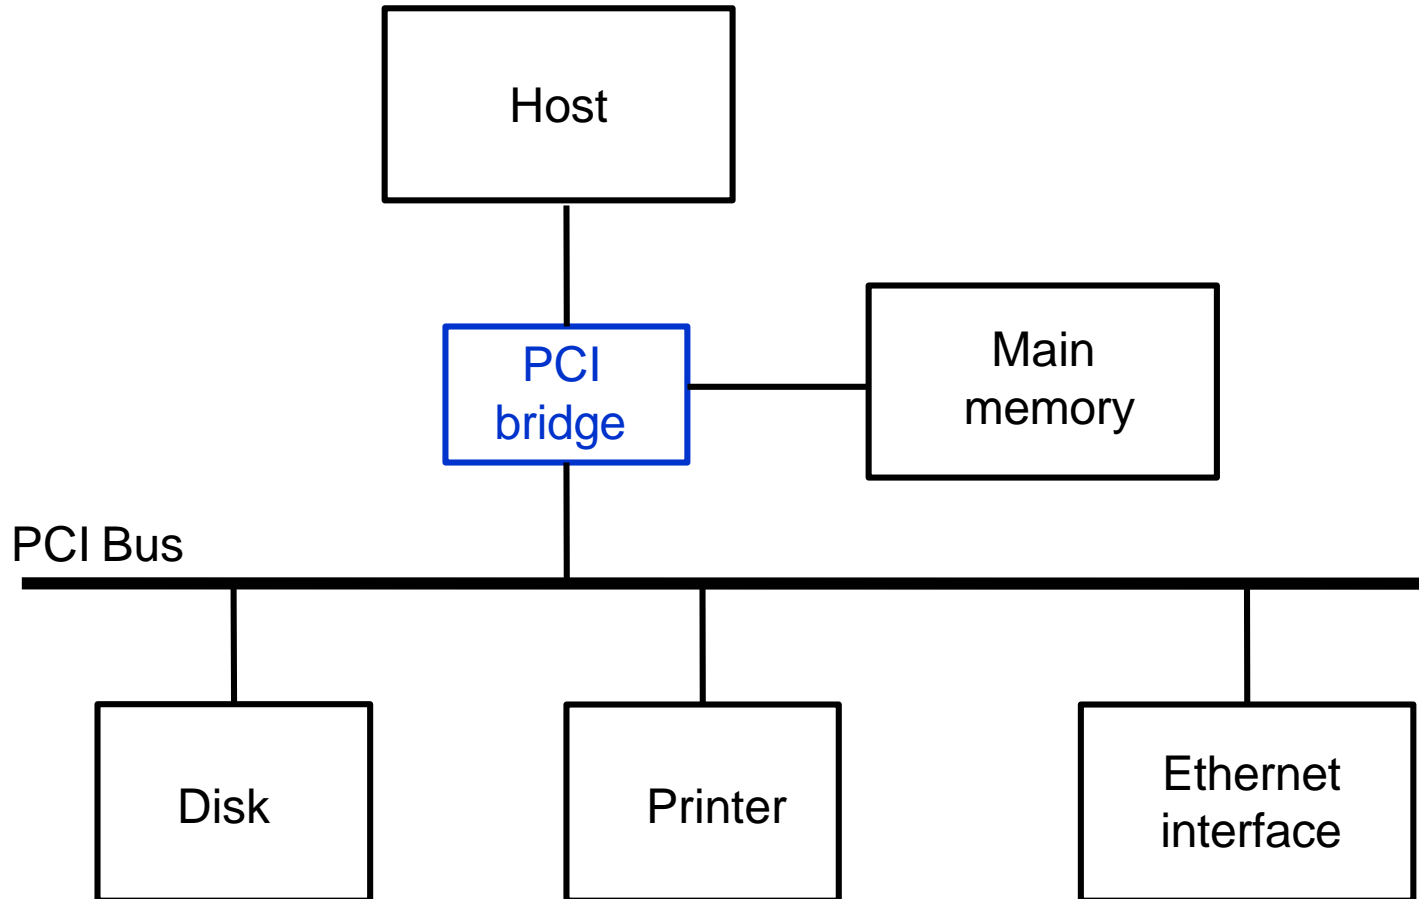 Host
PCI
bridge
Main
memory
PCI Bus
Disk
Printer
Ethernet
interface